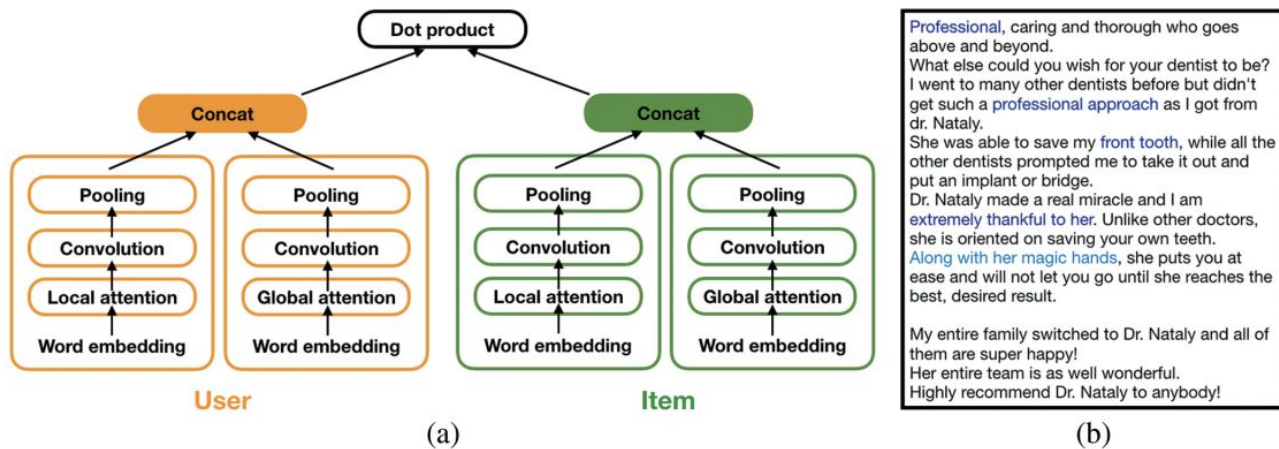 Dot product
Concat
Concat
Pooling
Convolution
Local attention
Word embedding
Pooling
Convolution
Global attention
Word embedding
Pooling
Convolution
Local attention
Word embedding
Pooling
Convolution
Global attention
Word embedding
User
Item
(a)
Professional, caring and thorough who goes
above and beyond.
What else could you wish for your dentist to be?
I went to many other dentists before but didn't
get such a professional approach as I got from
dr. Nataly.
She was able to save my front tooth, while all the
other dentists prompted me to take it out and
put an implant or bridge.
Dr. Nataly made a real miracle and I am
extremely thankful to her. Unlike other doctors,
she is oriented on saving your own teeth.
Along with her magic hands, she puts you at
ease and will not let you go until she reaches the
best, desired result.
My entire family switched to Dr. Nataly and all of
them are super happy!
Her entire team is as well wonderful.
Highly recommend Dr. Nataly to anybody!
(b)